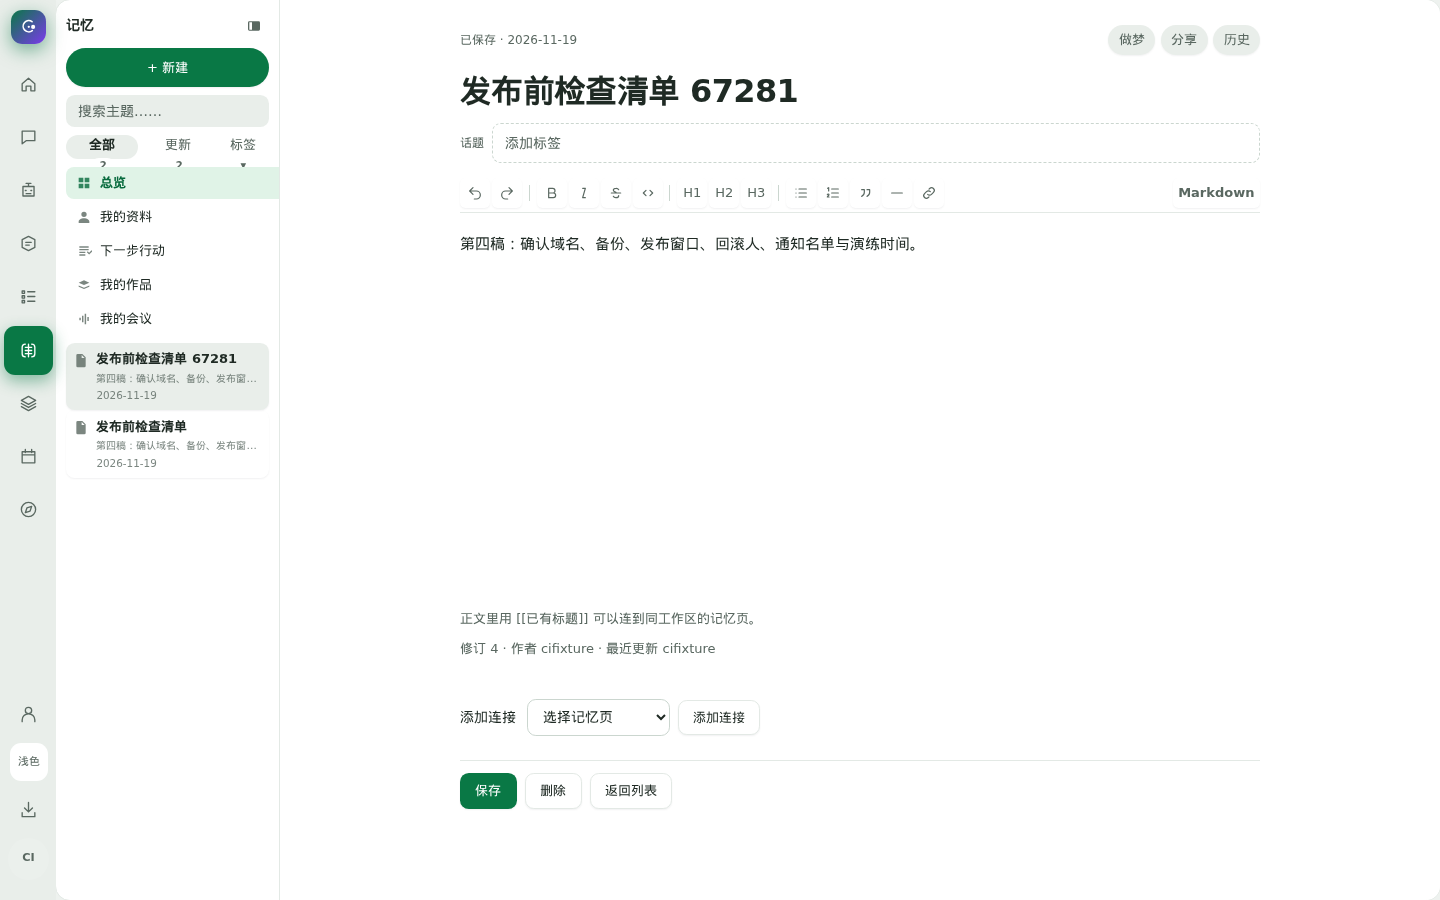 记忆
+ 新建
搜索主题……
全部 更新 标签
2 2 ▾
总览
我的资料
下一步行动
我的作品
我的会议
发布前检查清单 67281
第四稿：确认域名、备份、发布窗…
2026-11-19
发布前检查清单
第四稿：确认域名、备份、发布窗…
2026-11-19
浅色
CI
已保存 · 2026-11-19
做梦 分享 历史
发布前检查清单 67281
话题 添加标签
B I S H1 H2 H3 Markdown
第四稿：确认域名、备份、发布窗口、回滚人、通知名单与演练时间。
正文里用 [[已有标题]] 可以连到同工作区的记忆页。
修订 4 · 作者 cifixture · 最近更新 cifixture
添加连接 选择记忆页 添加连接
保存 删除 返回列表